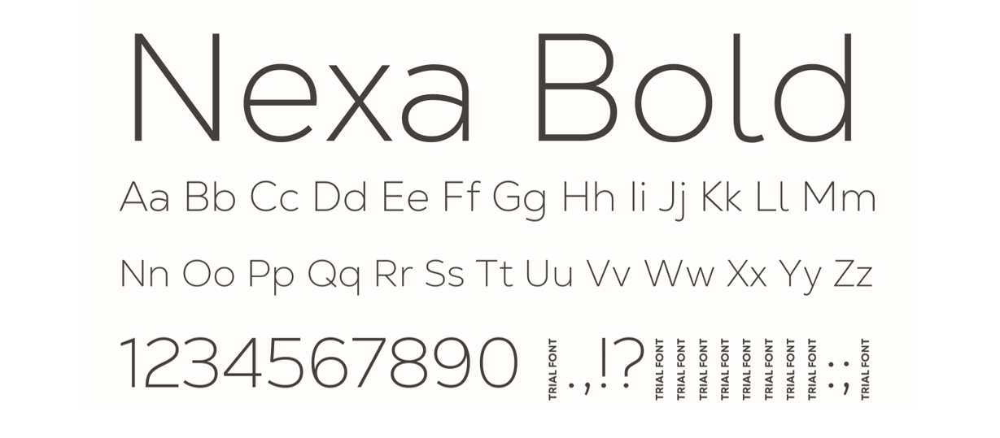 Nexa Bold
Aa Bb Cc Dd Ee Ff Gg Hh Ii Jj Kk Ll Mm
Nn Oo Pp Qq Rr Ss Tt Uu Vv Ww Xx Yy Zz
1234567890 TRIAL FONT .,!? TRIAL FONT TRIAL FONT TRIAL FONT TRIAL FONT TRIAL FONT TRIAL FONT TRIAL FONT TRIAL FONT :; TRIAL FONT